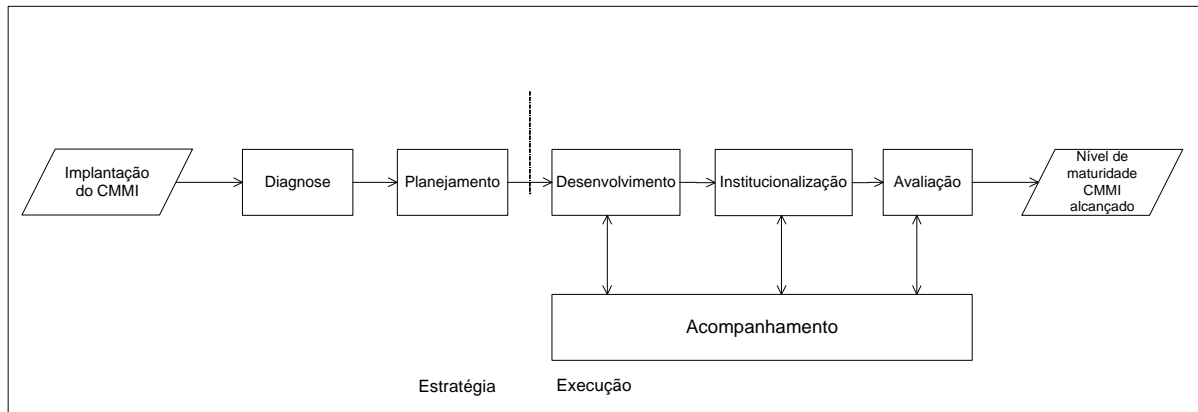 Implantação
do CMMI
Diagnose
Planejamento
Desenvolvimento
Institucionalização
Avaliação
Nível de
maturidade
CMMI
alcançado
Acompanhamento
Estratégia
Execução